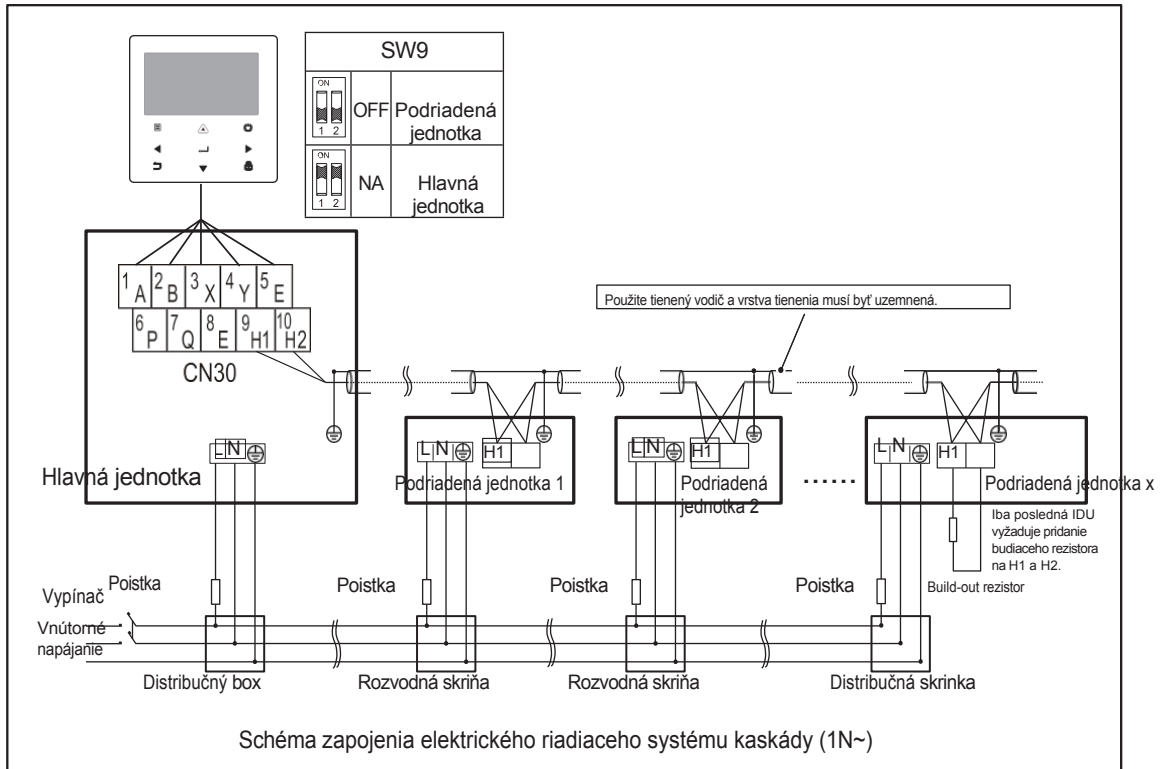 SW9
ON
1 2
OFF
Podriadená
jednotka
ON
1 2
NA
Hlavná
jednotka
1 A
2 B
3 X
4 Y
5 E
6 P
7 Q
8 E
9 H1
10 H2
CN30
Použite tienený vodič a vrstva tienenia musí byť uzemnená.
L N
Hlavná jednotka
L N
H1
Podriadená jednotka 1
L N
H1
Podriadená
jednotka 2
......
L N
H1
Podriadená jednotka x
Iba posledná IDU
vyžaduje pridanie
budiaceho rezistora
na H1 a H2.
Build-out rezistor
Vypínač
Poistka
Poistka
Poistka
Poistka
Vnútorné
napájanie
Distribučný box
Rozvodná skriňa
Rozvodná skriňa
Distribučná skrinka
Schéma zapojenia elektrického riadiaceho systému kaskády (1N~)